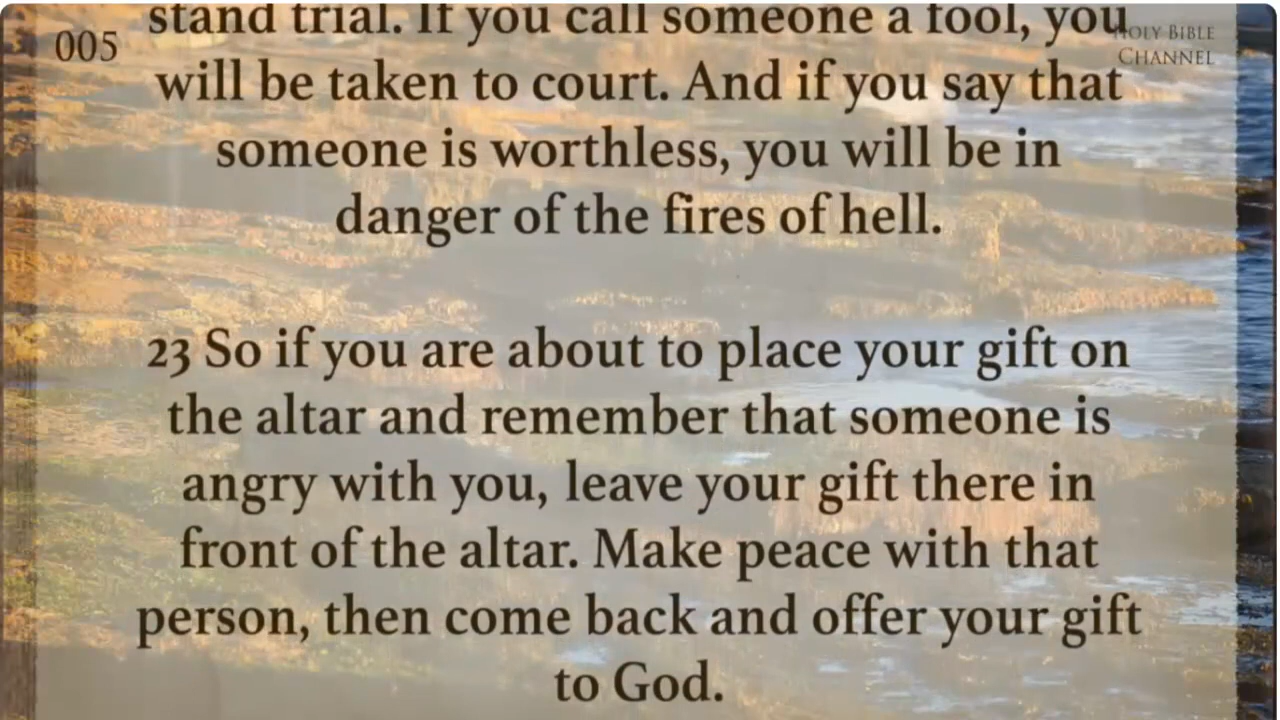 005
stand trial. If you call someone a fool, you
HOLY BIBLE
CHANNEL
will be taken to court. And if you say that
someone is worthless, you will be in
danger of the fires of hell.
23 So if you are about to place your gift on
the altar and remember that someone is
angry with you, leave your gift there in
front of the altar. Make peace with that
person, then come back and offer your gift
to God.